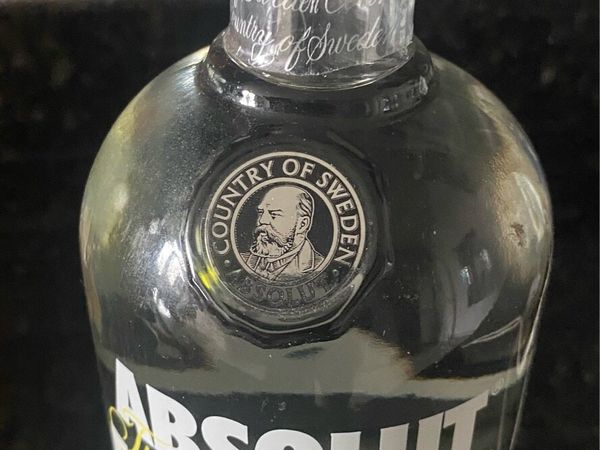 Country of Sweden
COUNTRY OF SWEDEN
ABSOLUT
ABSOLUT